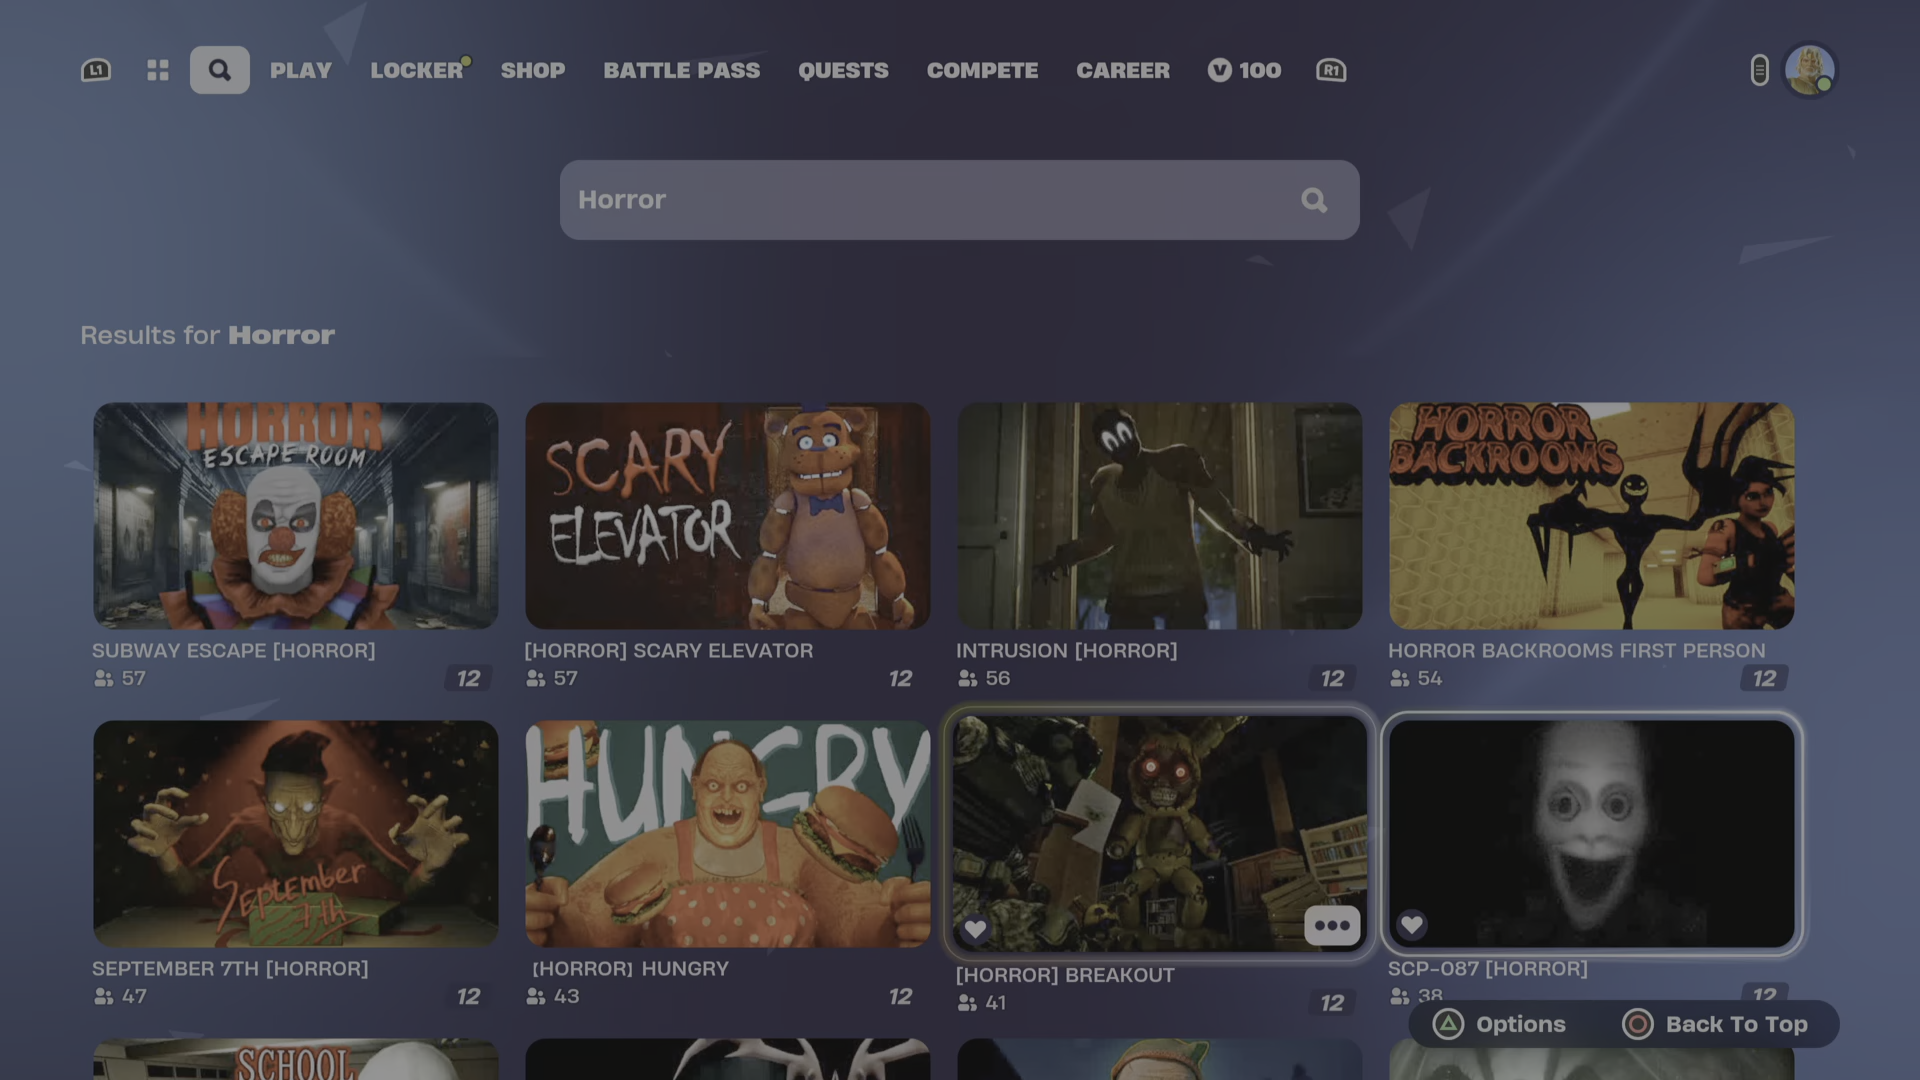 L1
PLAY LOCKER SHOP BATTLE PASS QUESTS COMPETE CAREER V 100 R1
Horror
Results for Horror
HORROR
ESCAPE ROOM
SCARY
ELEVATOR
HORROR
BACKROOMS
SUBWAY ESCAPE [HORROR]
57 12
[HORROR] SCARY ELEVATOR
57 12
INTRUSION [HORROR]
56 12
HORROR BACKROOMS FIRST PERSON
54 12
September
7th
HUNGRY
SEPTEMBER 7TH [HORROR]
47 12
[HORROR] HUNGRY
43 12
[HORROR] BREAKOUT
41 12
SCP-087 [HORROR]
38 12
Options Back To Top
SCHOOL